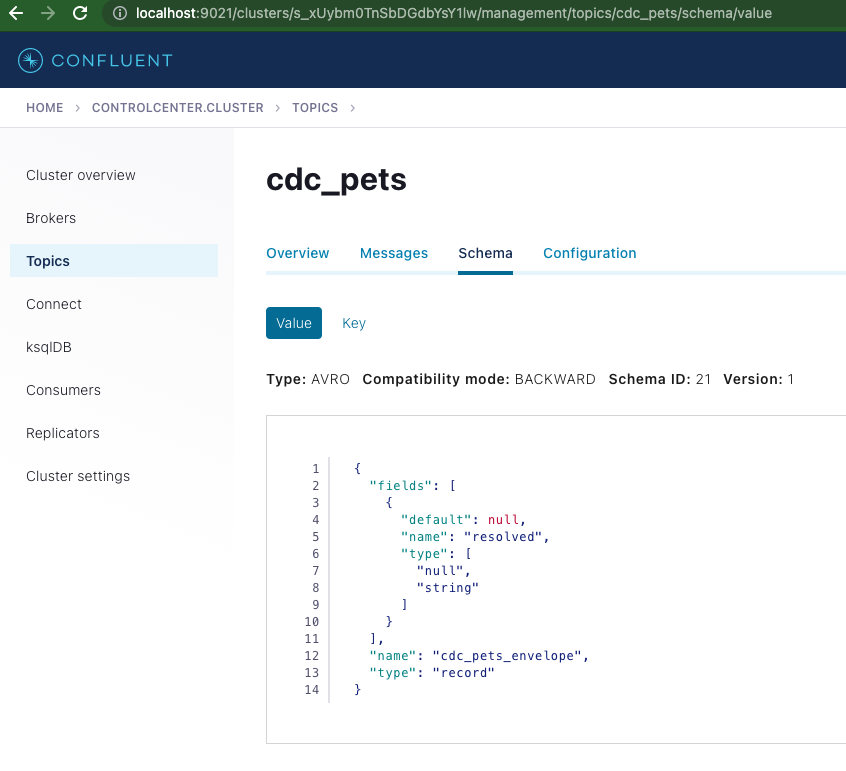 localhost:9021/clusters/s_xUybm0TnSbDGdbYsY1lw/management/topics/cdc_pets/schema/value
CONFLUENT
HOME > CONTROLCENTER.CLUSTER > TOPICS >
Cluster overview
Brokers
Topics
Connect
ksqlDB
Consumers
Replicators
Cluster settings
cdc_pets
Overview Messages Schema Configuration
Value Key
Type: AVRO Compatibility mode: BACKWARD Schema ID: 21 Version: 1
1 {
2 "fields": [
3 {
4 "default": null,
5 "name": "resolved",
6 "type": [
7 "null",
8 "string"
9 ]
10 }
11 ],
12 "name": "cdc_pets_envelope",
13 "type": "record"
14 }